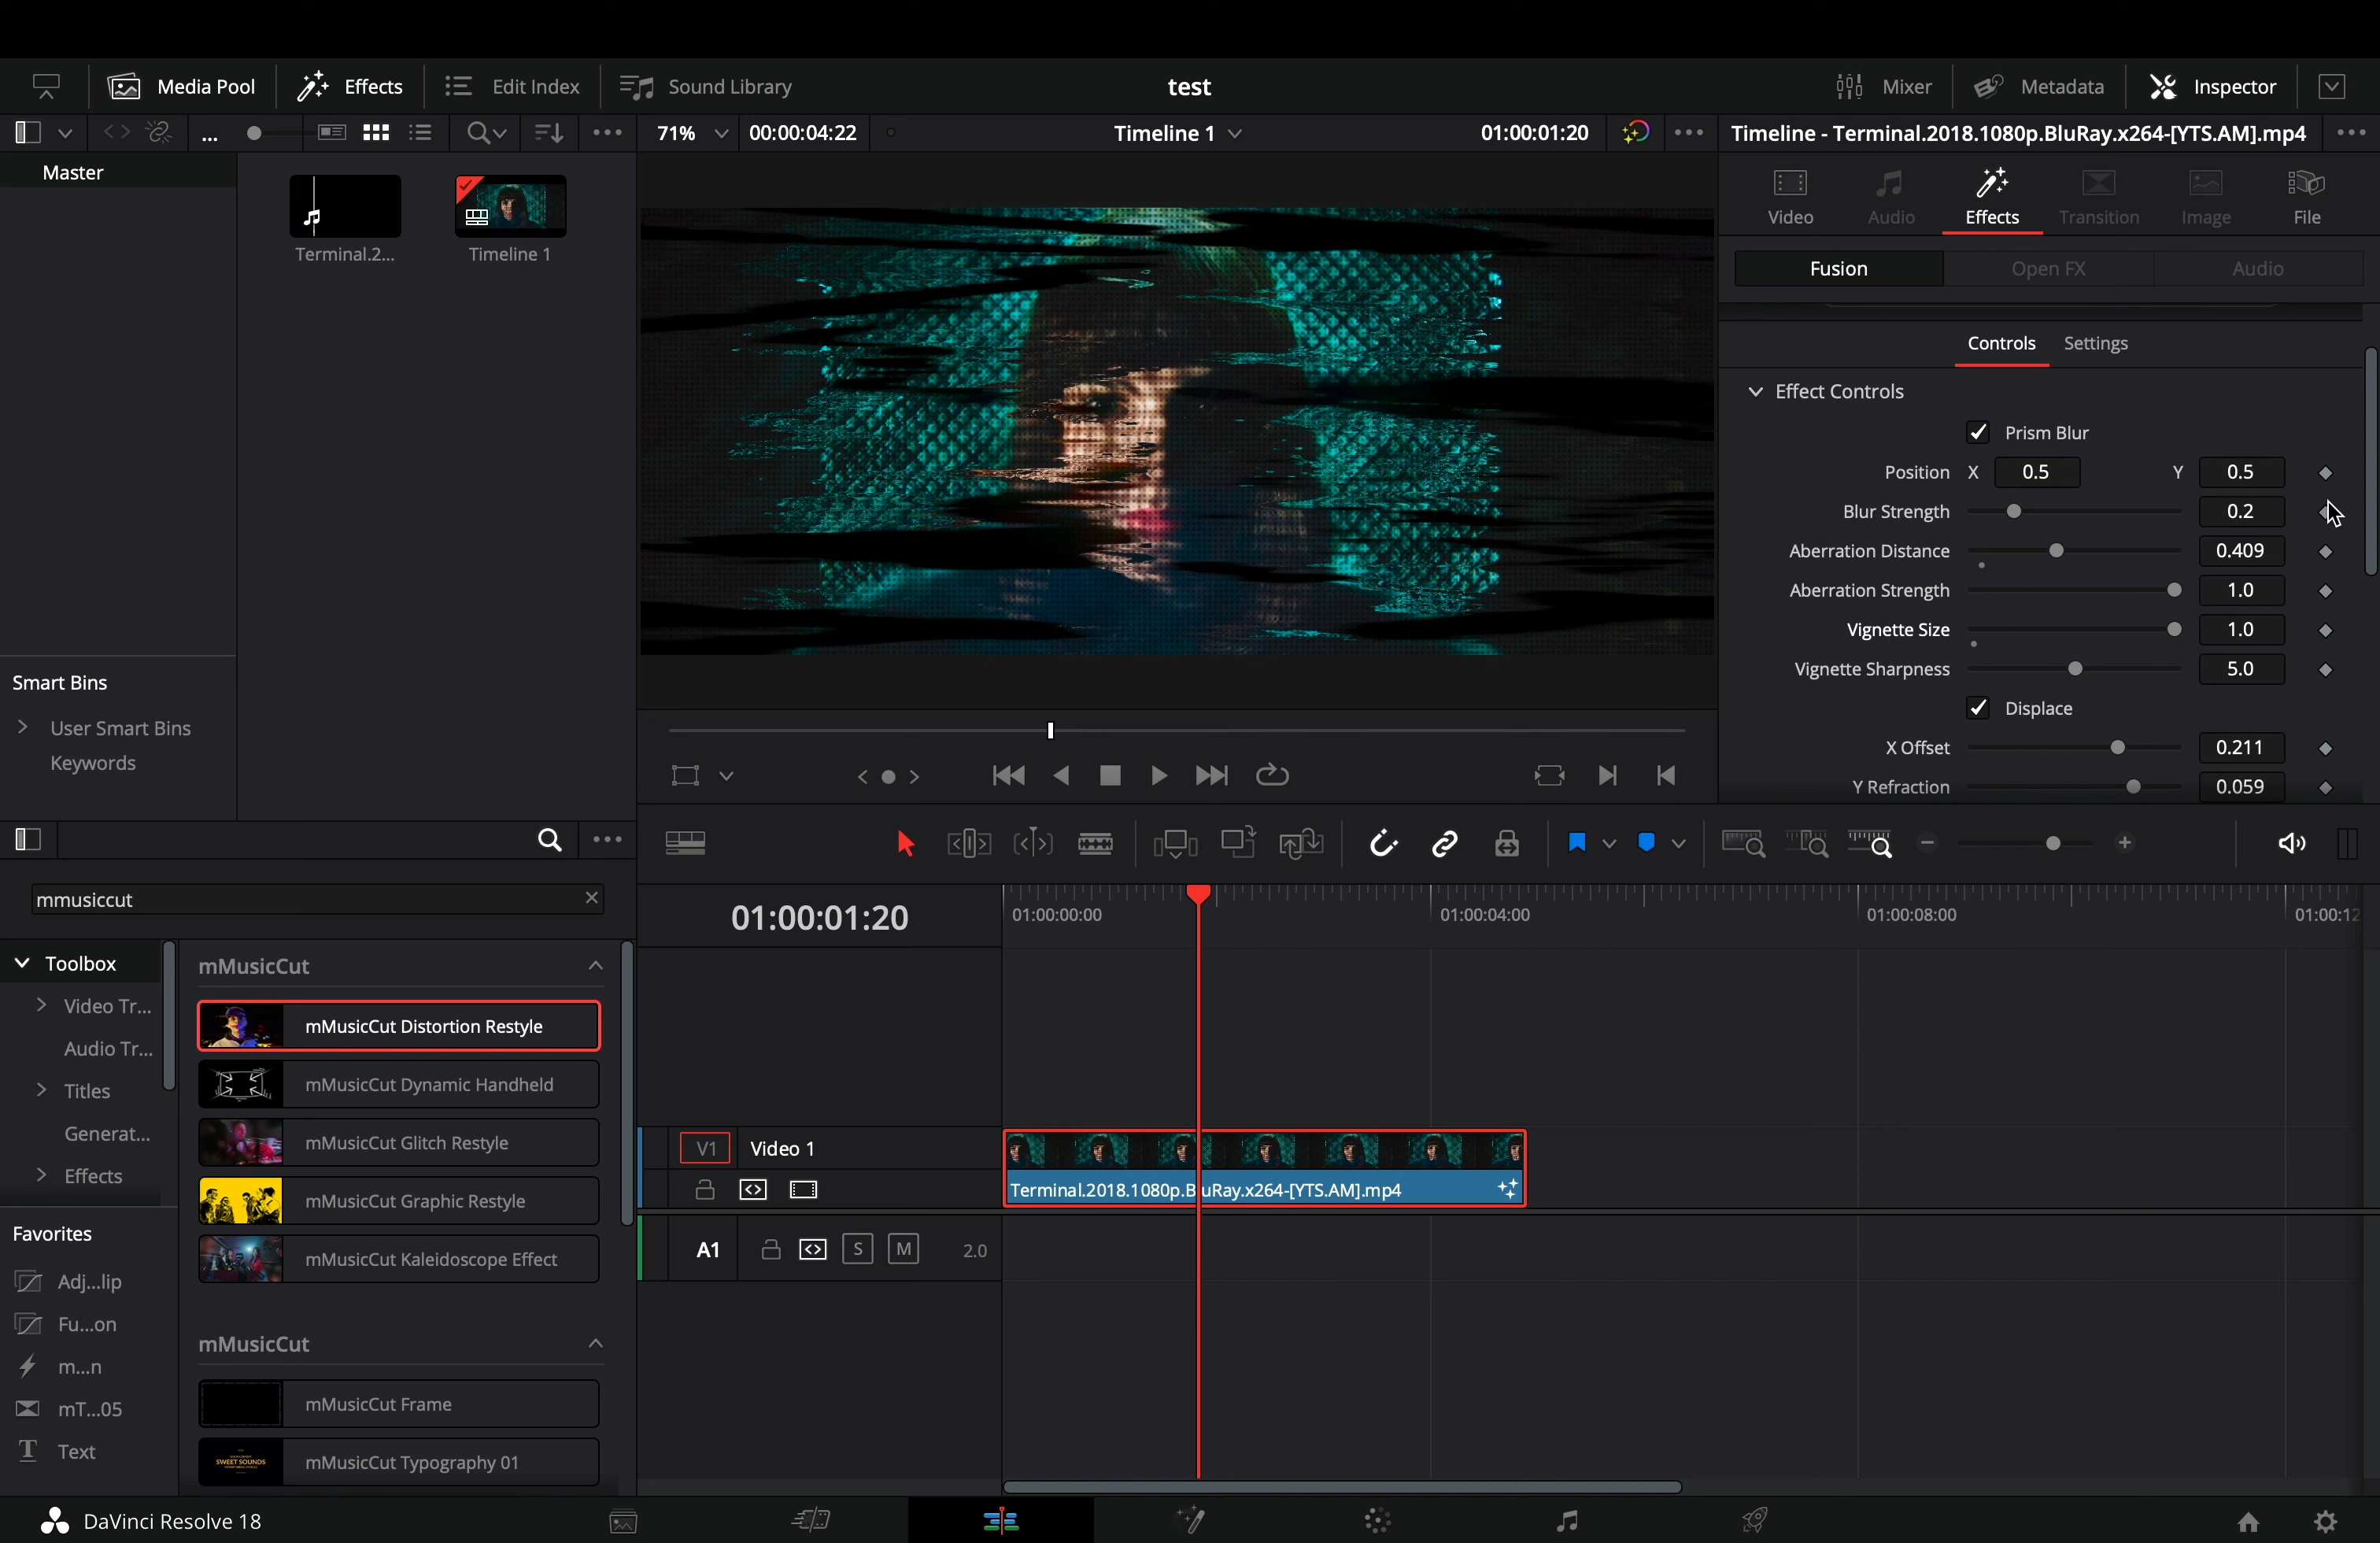 Media Pool Effects Edit Index Sound Library test Mixer Metadata Inspector
... 71% 00:00:04:22 Timeline 1 01:00:01:20 Timeline - Terminal.2018.1080p.BluRay.x264-[YTS.AM].mp4
Master
Terminal.2... Timeline 1
Smart Bins
User Smart Bins
Keywords
Video Audio Effects Transition Image File
Fusion Open FX Audio
Controls Settings
Effect Controls
Prism Blur
Position X 0.5 Y 0.5
Blur Strength 0.2
Aberration Distance 0.409
Aberration Strength 1.0
Vignette Size 1.0
Vignette Sharpness 5.0
Displace
X Offset 0.211
Y Refraction 0.059
mmusiccut
Toolbox
Video Tr...
Audio Tr...
Titles
Generat...
Effects
Favorites
Adj...lip
Fu...on
m...n
mT...05
Text
mMusicCut
mMusicCut Distortion Restyle
mMusicCut Dynamic Handheld
mMusicCut Glitch Restyle
mMusicCut Graphic Restyle
mMusicCut Kaleidoscope Effect
mMusicCut
mMusicCut Frame
SWEET SOUNDS
mMusicCut Typography 01
01:00:01:20 01:00:00:00 01:00:04:00 01:00:08:00 01:00:12
V1 Video 1
Terminal.2018.1080p.BluRay.x264-[YTS.AM].mp4
A1 S M 2.0
DaVinci Resolve 18